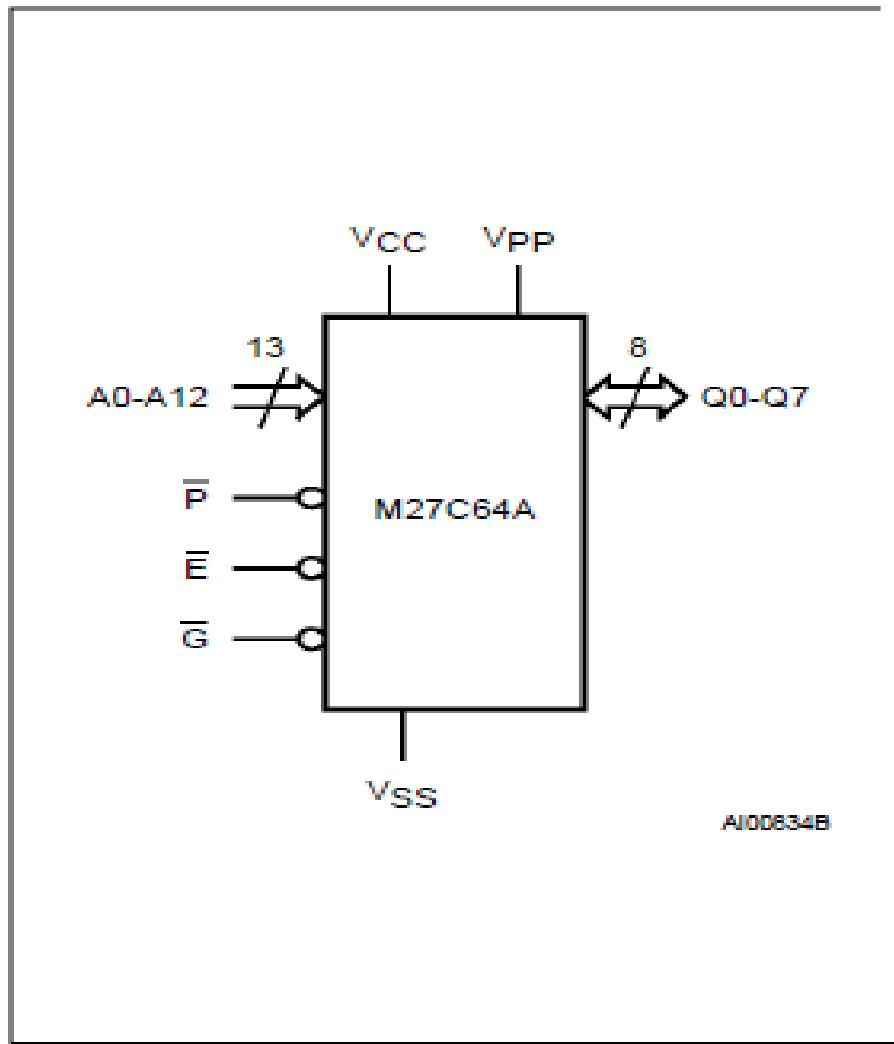 VCC VPP
13 8
A0-A12 Q0-Q7
P̅
M27C64A
E̅
G̅
VSS
AI00834B